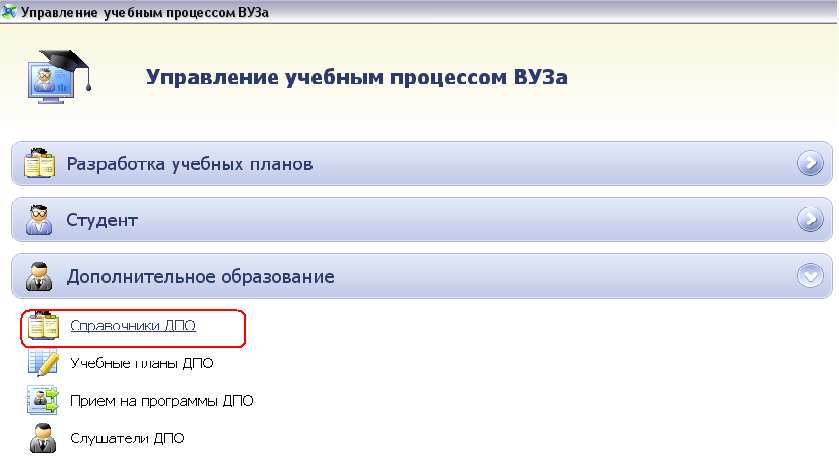 Управление учебным процессом ВУЗа
Управление учебным процессом ВУЗа
Разработка учебных планов
Студент
Дополнительное образование
Справочники ДПО
Учебные планы ДПО
Прием на программы ДПО
Слушатели ДПО